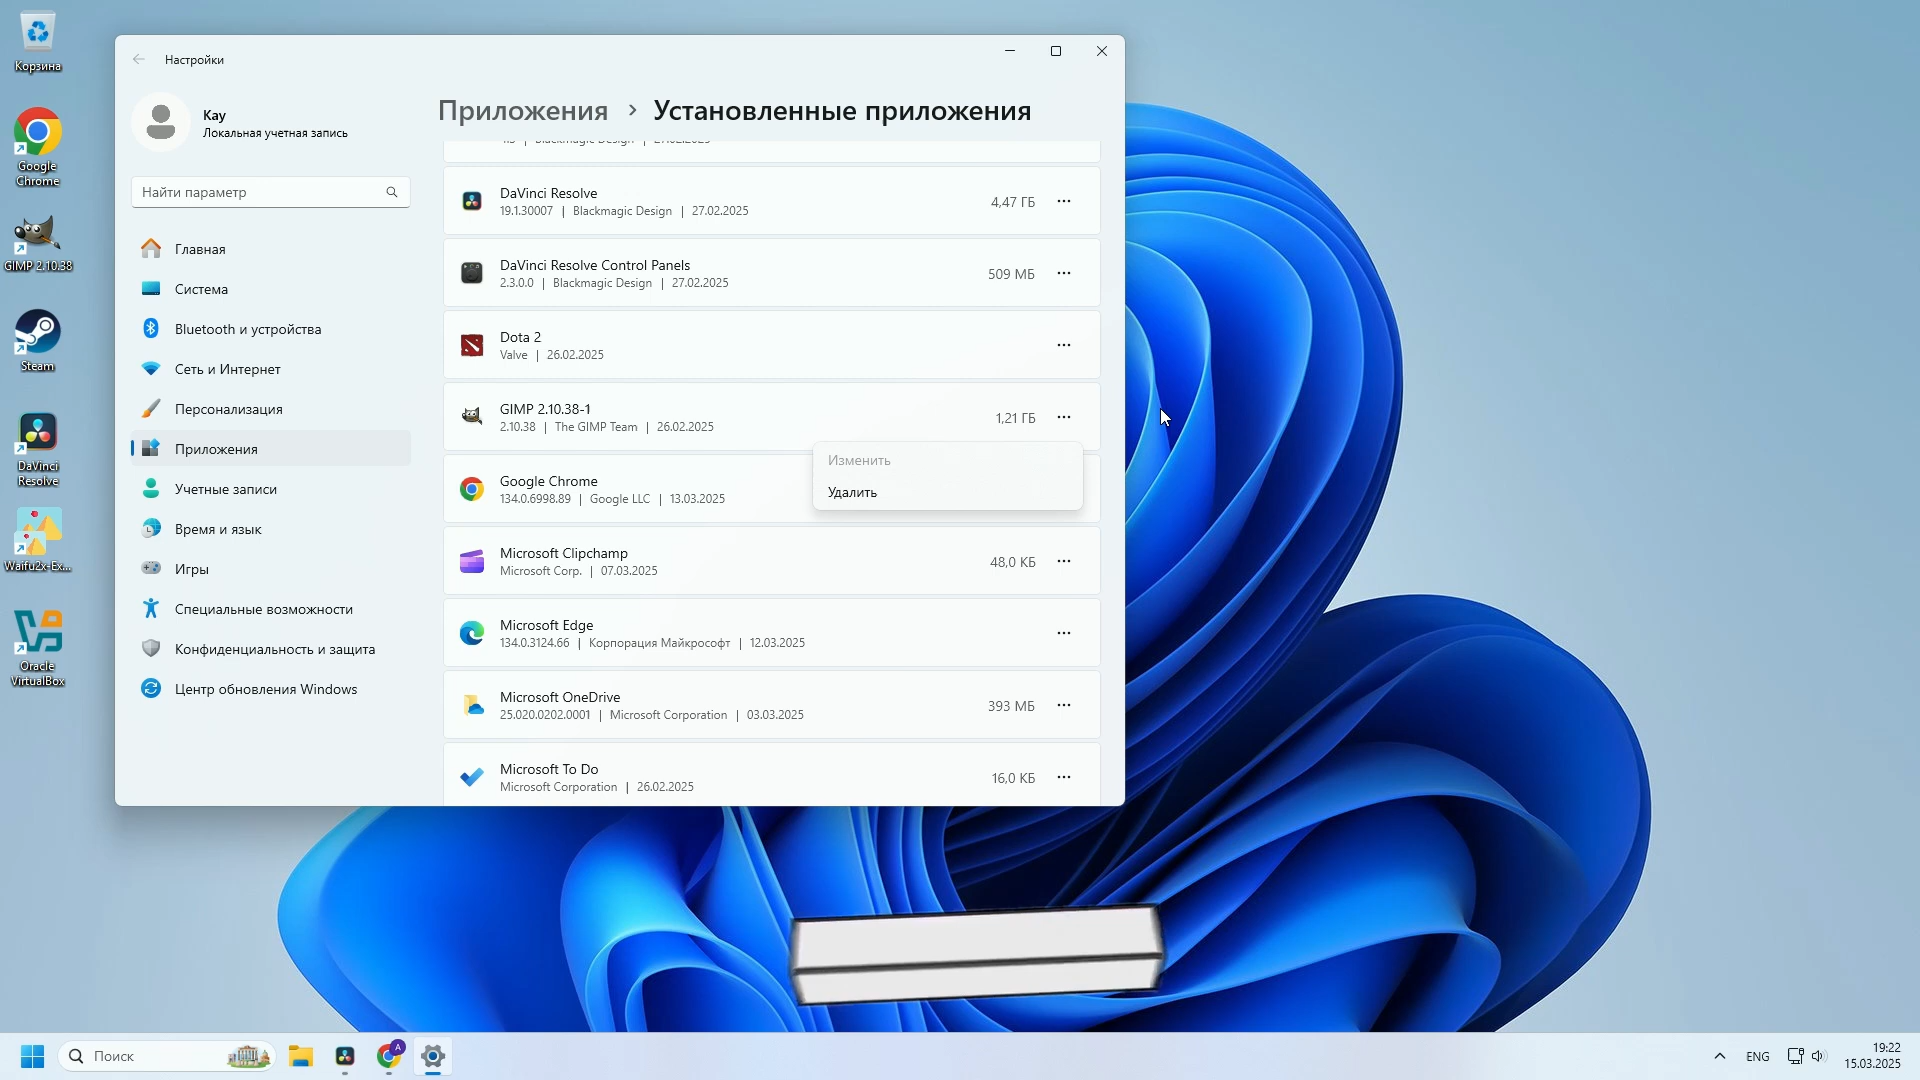 Корзина
Google
Chrome
GIMP 2.10.38
Steam
DaVinci
Resolve
Waifu2x-Ex...
Oracle
VirtualBox
Настройки
Кау
Локальная учетная запись
Найти параметр
Главная
Система
Bluetooth и устройства
Сеть и Интернет
Персонализация
Приложения
Учетные записи
Время и язык
Игры
Специальные возможности
Конфиденциальность и защита
Центр обновления Windows
Приложения > Установленные приложения
1.3 | Blackmagic Design | 27.02.2025
DaVinci Resolve
19.1.30007 | Blackmagic Design | 27.02.2025
4,47 ГБ
DaVinci Resolve Control Panels
2.3.0.0 | Blackmagic Design | 27.02.2025
509 МБ
Dota 2
Valve | 26.02.2025
GIMP 2.10.38-1
2.10.38 | The GIMP Team | 26.02.2025
1,21 ГБ
Изменить
Удалить
Google Chrome
134.0.6998.89 | Google LLC | 13.03.2025
Microsoft Clipchamp
Microsoft Corp. | 07.03.2025
48,0 КБ
Microsoft Edge
134.0.3124.66 | Корпорация Майкрософт | 12.03.2025
Microsoft OneDrive
25.020.0202.0001 | Microsoft Corporation | 03.03.2025
393 МБ
Microsoft To Do
Microsoft Corporation | 26.02.2025
16,0 КБ
Поиск
A
ENG
19:22
15.03.2025